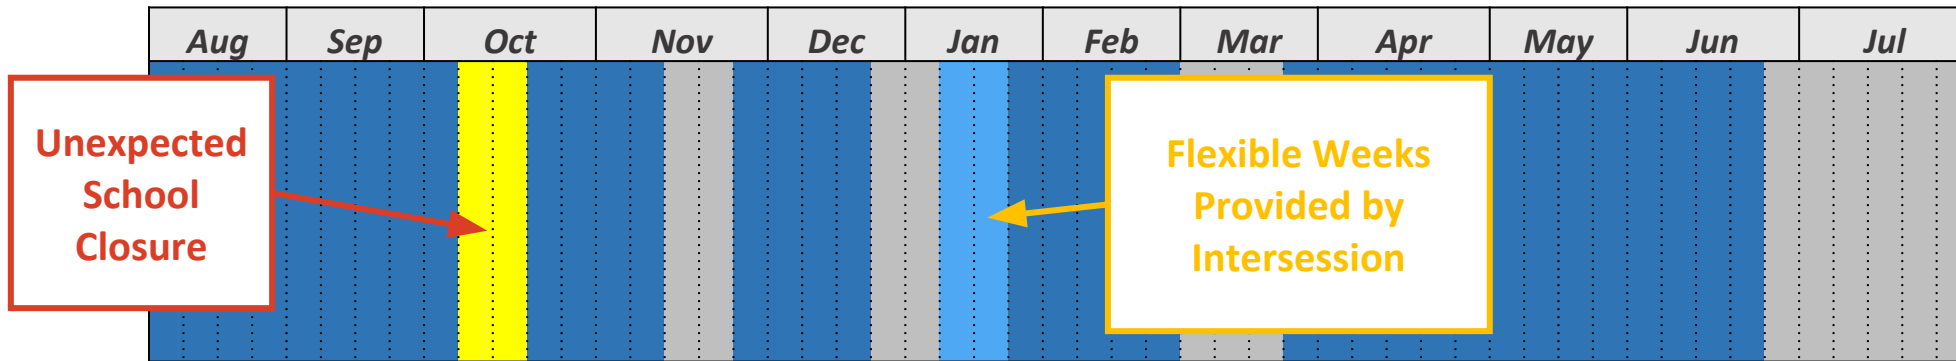 Aug Sep Oct Nov Dec Jan Feb Mar Apr May Jun Jul
Unexpected
School
Closure
Flexible Weeks
Provided by
Intersession